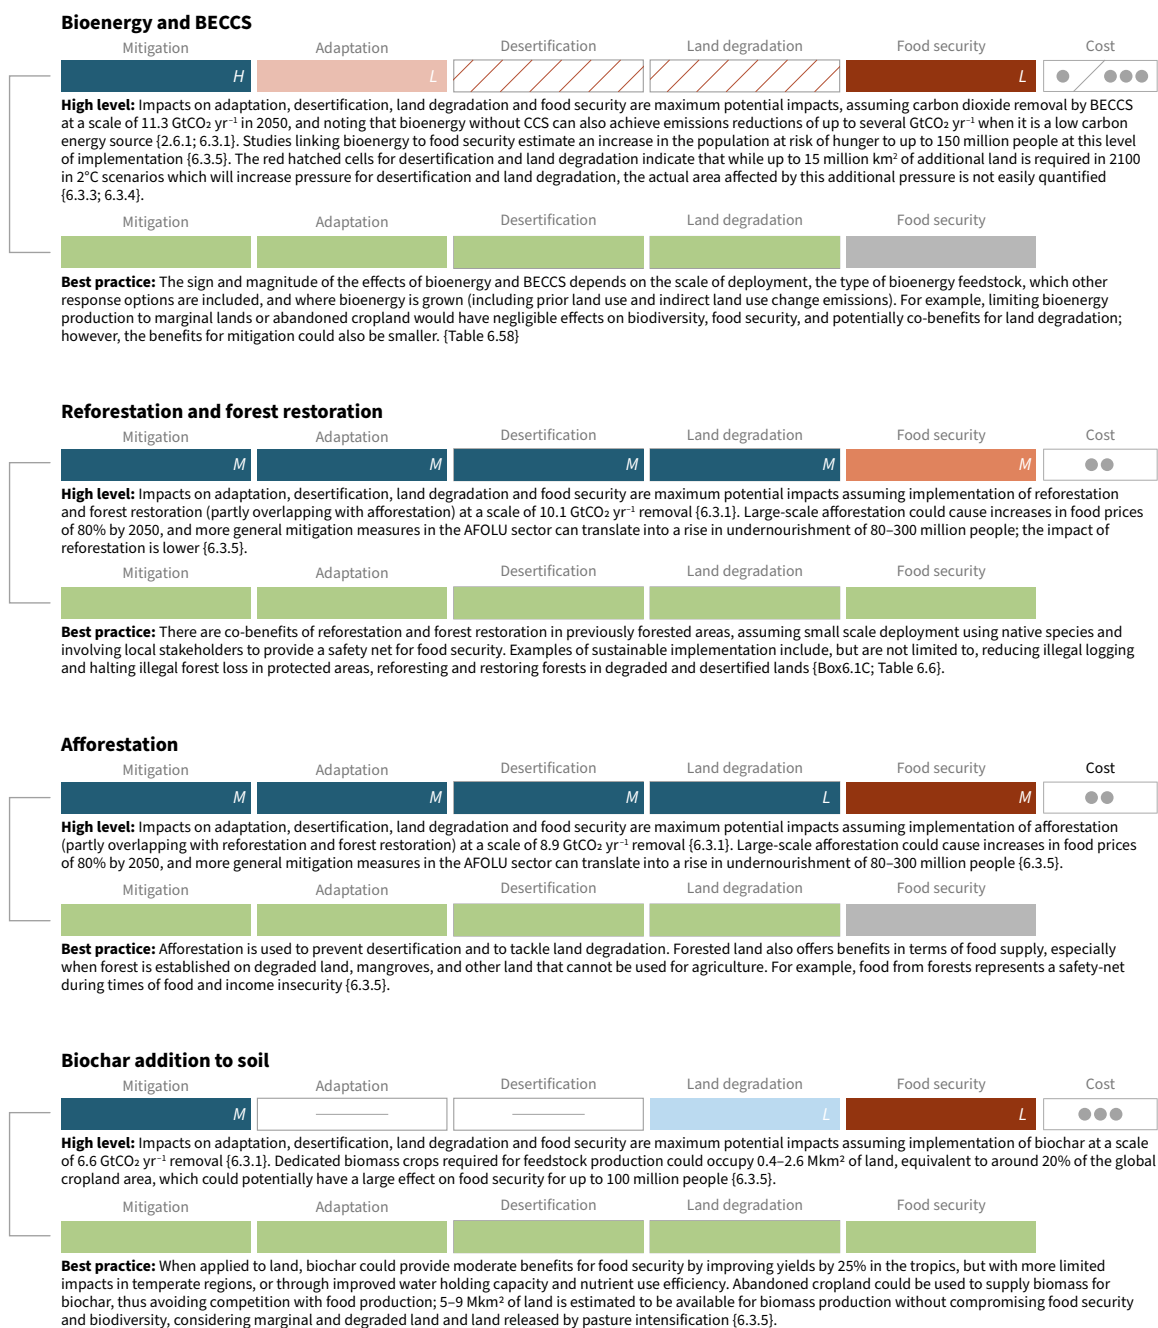 Bioenergy and BECCS
Mitigation Adaptation Desertification Land degradation Food security Cost
H L L
High level: Impacts on adaptation, desertification, land degradation and food security are maximum potential impacts, assuming carbon dioxide removal by BECCS
at a scale of 11.3 GtCO₂ yr⁻¹ in 2050, and noting that bioenergy without CCS can also achieve emissions reductions of up to several GtCO₂ yr⁻¹ when it is a low carbon
energy source {2.6.1; 6.3.1}. Studies linking bioenergy to food security estimate an increase in the population at risk of hunger to up to 150 million people at this level
of implementation {6.3.5}. The red hatched cells for desertification and land degradation indicate that while up to 15 million km² of additional land is required in 2100
in 2°C scenarios which will increase pressure for desertification and land degradation, the actual area affected by this additional pressure is not easily quantified
{6.3.3; 6.3.4}.
Mitigation Adaptation Desertification Land degradation Food security
Best practice: The sign and magnitude of the effects of bioenergy and BECCS depends on the scale of deployment, the type of bioenergy feedstock, which other
response options are included, and where bioenergy is grown (including prior land use and indirect land use change emissions). For example, limiting bioenergy
production to marginal lands or abandoned cropland would have negligible effects on biodiversity, food security, and potentially co-benefits for land degradation;
however, the benefits for mitigation could also be smaller. {Table 6.58}
Reforestation and forest restoration
Mitigation Adaptation Desertification Land degradation Food security Cost
M M M M M
High level: Impacts on adaptation, desertification, land degradation and food security are maximum potential impacts assuming implementation of reforestation
and forest restoration (partly overlapping with afforestation) at a scale of 10.1 GtCO₂ yr⁻¹ removal {6.3.1}. Large-scale afforestation could cause increases in food prices
of 80% by 2050, and more general mitigation measures in the AFOLU sector can translate into a rise in undernourishment of 80–300 million people; the impact of
reforestation is lower {6.3.5}.
Mitigation Adaptation Desertification Land degradation Food security
Best practice: There are co-benefits of reforestation and forest restoration in previously forested areas, assuming small scale deployment using native species and
involving local stakeholders to provide a safety net for food security. Examples of sustainable implementation include, but are not limited to, reducing illegal logging
and halting illegal forest loss in protected areas, reforesting and restoring forests in degraded and desertified lands {Box6.1C; Table 6.6}.
Afforestation
Mitigation Adaptation Desertification Land degradation Food security Cost
M M M L M
High level: Impacts on adaptation, desertification, land degradation and food security are maximum potential impacts assuming implementation of afforestation
(partly overlapping with reforestation and forest restoration) at a scale of 8.9 GtCO₂ yr⁻¹ removal {6.3.1}. Large-scale afforestation could cause increases in food prices
of 80% by 2050, and more general mitigation measures in the AFOLU sector can translate into a rise in undernourishment of 80–300 million people {6.3.5}.
Mitigation Adaptation Desertification Land degradation Food security
Best practice: Afforestation is used to prevent desertification and to tackle land degradation. Forested land also offers benefits in terms of food supply, especially
when forest is established on degraded land, mangroves, and other land that cannot be used for agriculture. For example, food from forests represents a safety-net
during times of food and income insecurity {6.3.5}.
Biochar addition to soil
Mitigation Adaptation Desertification Land degradation Food security Cost
M L L
High level: Impacts on adaptation, desertification, land degradation and food security are maximum potential impacts assuming implementation of biochar at a scale
of 6.6 GtCO₂ yr⁻¹ removal {6.3.1}. Dedicated biomass crops required for feedstock production could occupy 0.4–2.6 Mkm² of land, equivalent to around 20% of the global
cropland area, which could potentially have a large effect on food security for up to 100 million people {6.3.5}.
Mitigation Adaptation Desertification Land degradation Food security
Best practice: When applied to land, biochar could provide moderate benefits for food security by improving yields by 25% in the tropics, but with more limited
impacts in temperate regions, or through improved water holding capacity and nutrient use efficiency. Abandoned cropland could be used to supply biomass for
biochar, thus avoiding competition with food production; 5–9 Mkm² of land is estimated to be available for biomass production without compromising food security
and biodiversity, considering marginal and degraded land and land released by pasture intensification {6.3.5}.